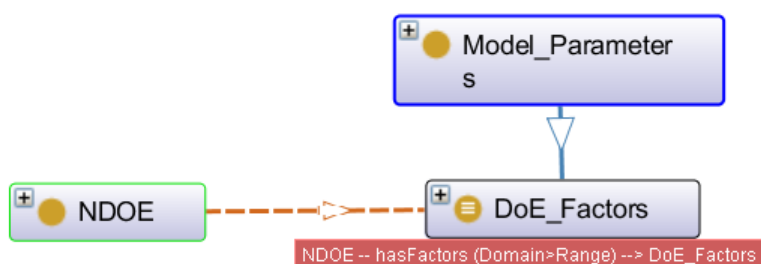 Model_Parameter
s
NDOE
DoE_Factors
NDOE -- hasFactors (Domain>Range) --> DoE_Factors